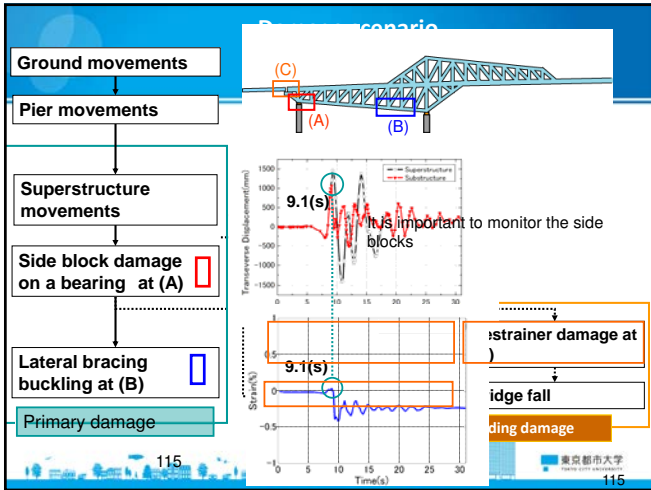 Ground movements
Pier movements
Superstructure
movements
Side block damage
on a bearing at (A)
Lateral bracing
buckling at (B)
Primary damage
(C)
(A)
(B)
1500
1000
500
0
-500
-1000
-1500
Transeverse Displacement(mm)
Superstructure
Substructure
9.1(s)
It is important to monitor the side
blocks
0 5 10 15 20 25 30
1
0.5
0
-0.5
-1
Strain(%)
9.1(s)
0 5 10 15 20 25 30
Time(s)
estrainer damage at
)
ridge fall
ding damage
115
東京都市大学
TOKYO CITY UNIVERSITY
115